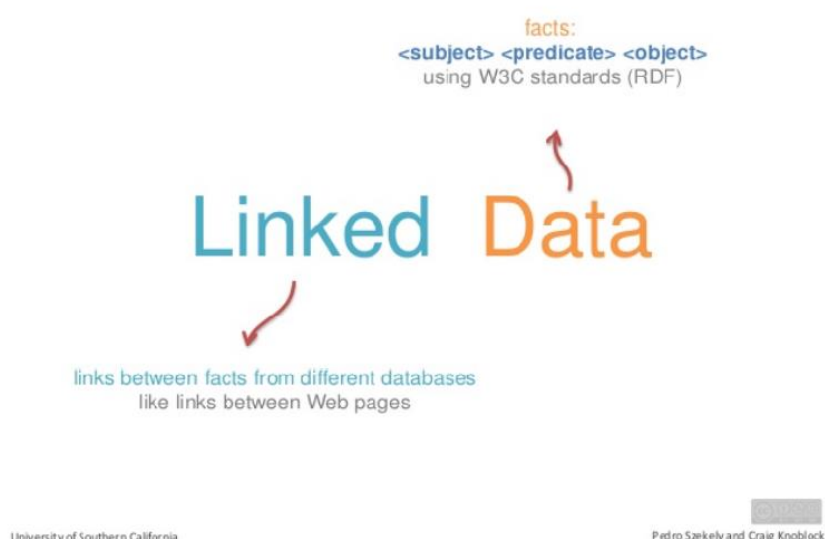 facts:
<subject> <predicate> <object>
using W3C standards (RDF)
Linked Data
links between facts from different databases
like links between Web pages
University of Southern California
Pedro Szekely and Craig Knoblock